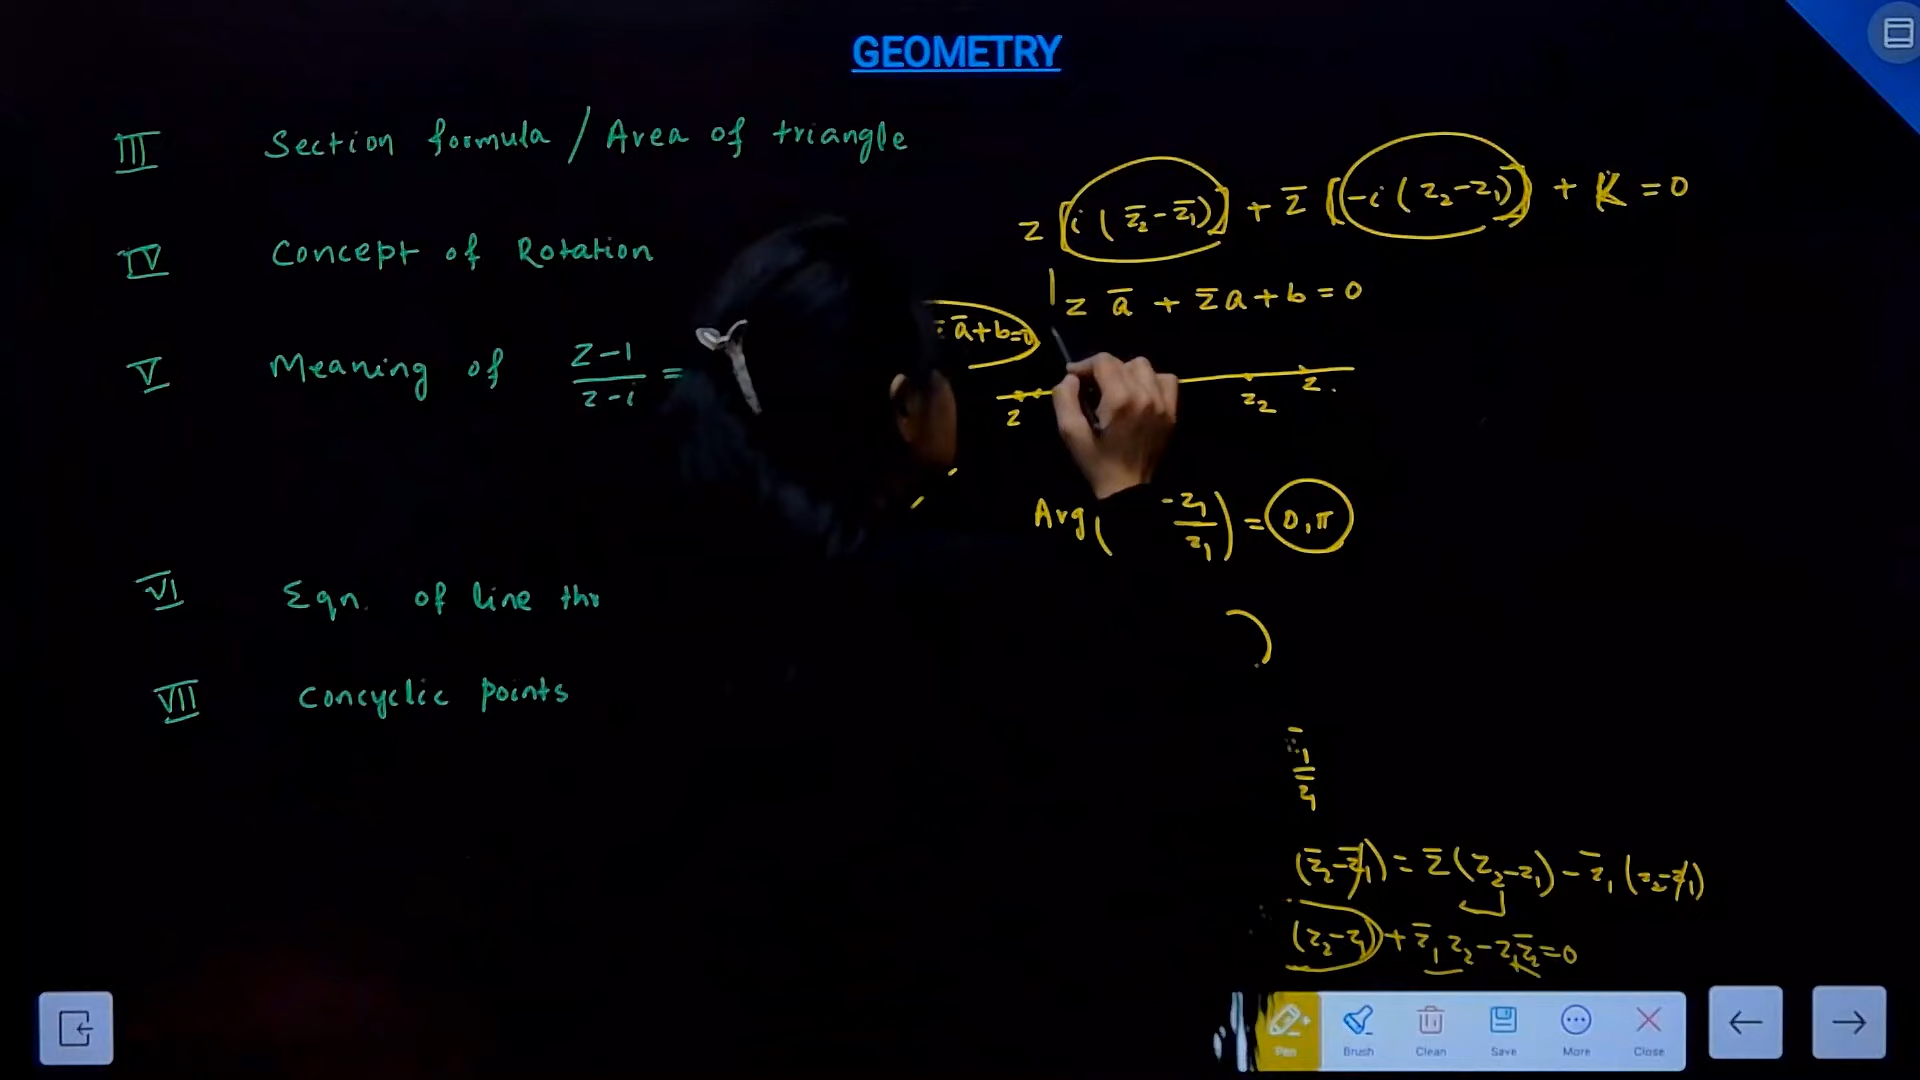 GEOMETRY
III Section formula / Area of triangle
IV Concept of Rotation
V Meaning of z-1/z-i =
VI Eqn. of line thr
VII Concyclic points
z [i(z̄₂-z̄₁)] + z̄ [-i(z₂-z₁)] + K = 0
z ā + z̄a + b = 0
ā+b=0
z z₂ z.
Arg( -z₁/z₁ ) = 0,π
(z̄₂-z̄₁) = z̄(z₂-z₁) - z̄₁(z₂-z₁)
(z₂-z₁) + z̄₁z₂ - z₁z̄₂ = 0
Pen Brush Clean Save More Close